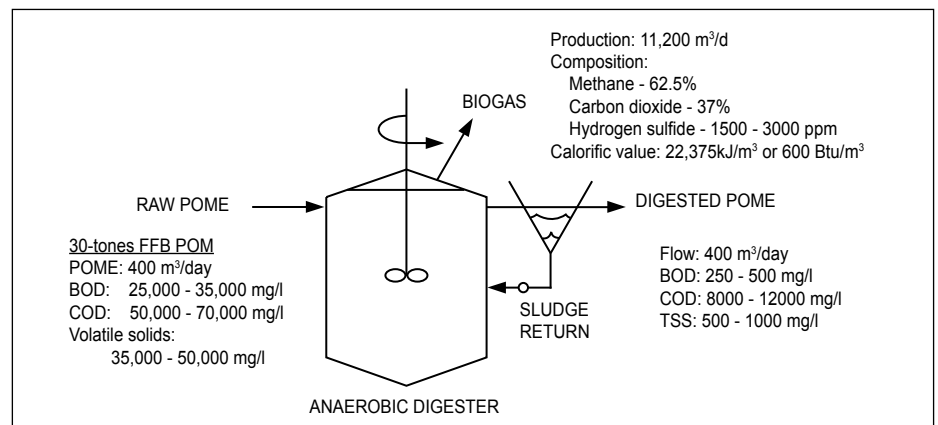 Production: 11,200 m³/d
Composition:
Methane - 62.5%
Carbon dioxide - 37%
Hydrogen sulfide - 1500 - 3000 ppm
Calorific value: 22,375kJ/m³ or 600 Btu/m³
BIOGAS
RAW POME
DIGESTED POME
30-tones FFB POM
POME: 400 m³/day
BOD: 25,000 - 35,000 mg/l
COD: 50,000 - 70,000 mg/l
Volatile solids:
35,000 - 50,000 mg/l
Flow: 400 m³/day
BOD: 250 - 500 mg/l
COD: 8000 - 12000 mg/l
TSS: 500 - 1000 mg/l
SLUDGE
RETURN
ANAEROBIC DIGESTER